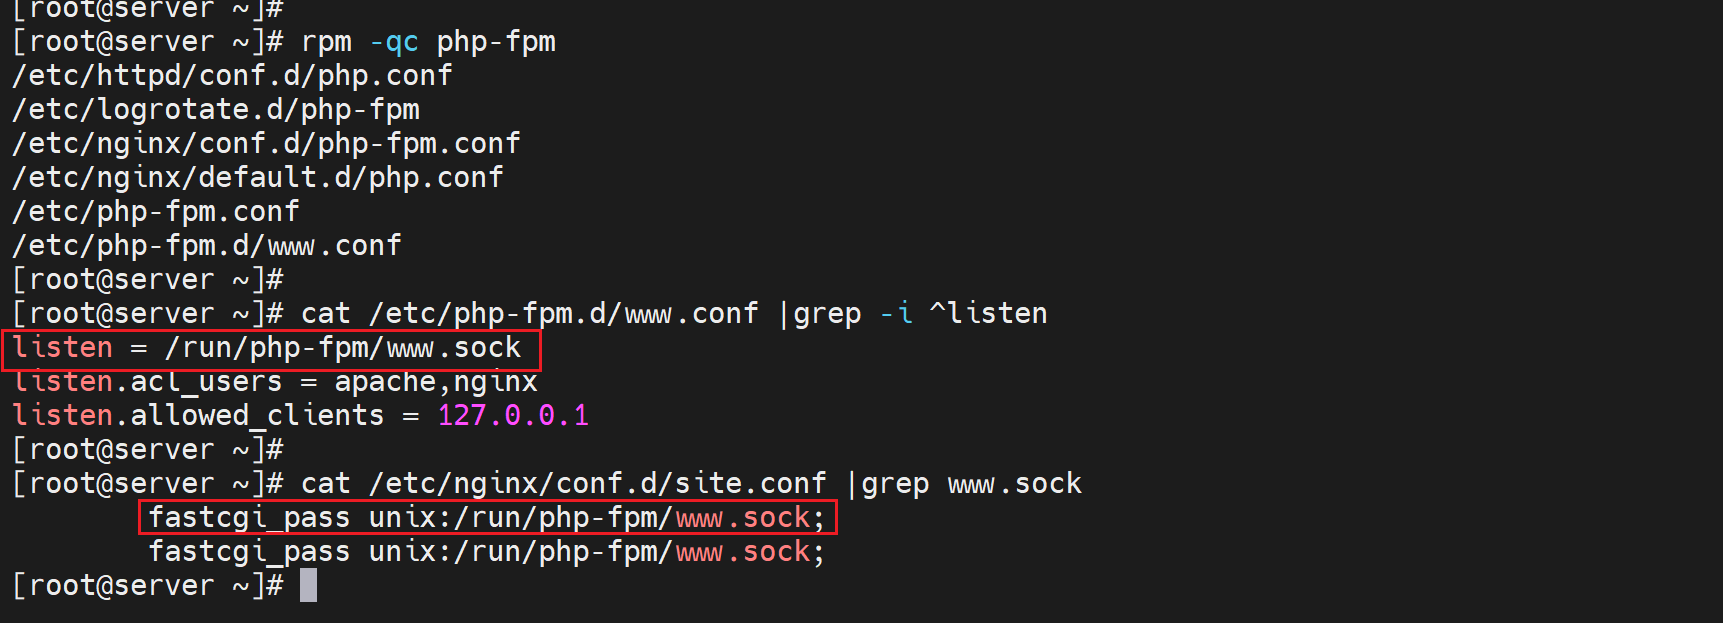 [root@server ~]#
[root@server ~]# rpm -qc php-fpm
/etc/httpd/conf.d/php.conf
/etc/logrotate.d/php-fpm
/etc/nginx/conf.d/php-fpm.conf
/etc/nginx/default.d/php.conf
/etc/php-fpm.conf
/etc/php-fpm.d/www.conf
[root@server ~]#
[root@server ~]# cat /etc/php-fpm.d/www.conf |grep -i ^listen
listen = /run/php-fpm/www.sock
listen.acl_users = apache,nginx
listen.allowed_clients = 127.0.0.1
[root@server ~]#
[root@server ~]# cat /etc/nginx/conf.d/site.conf |grep www.sock
        fastcgi_pass unix:/run/php-fpm/www.sock;
        fastcgi_pass unix:/run/php-fpm/www.sock;
[root@server ~]#